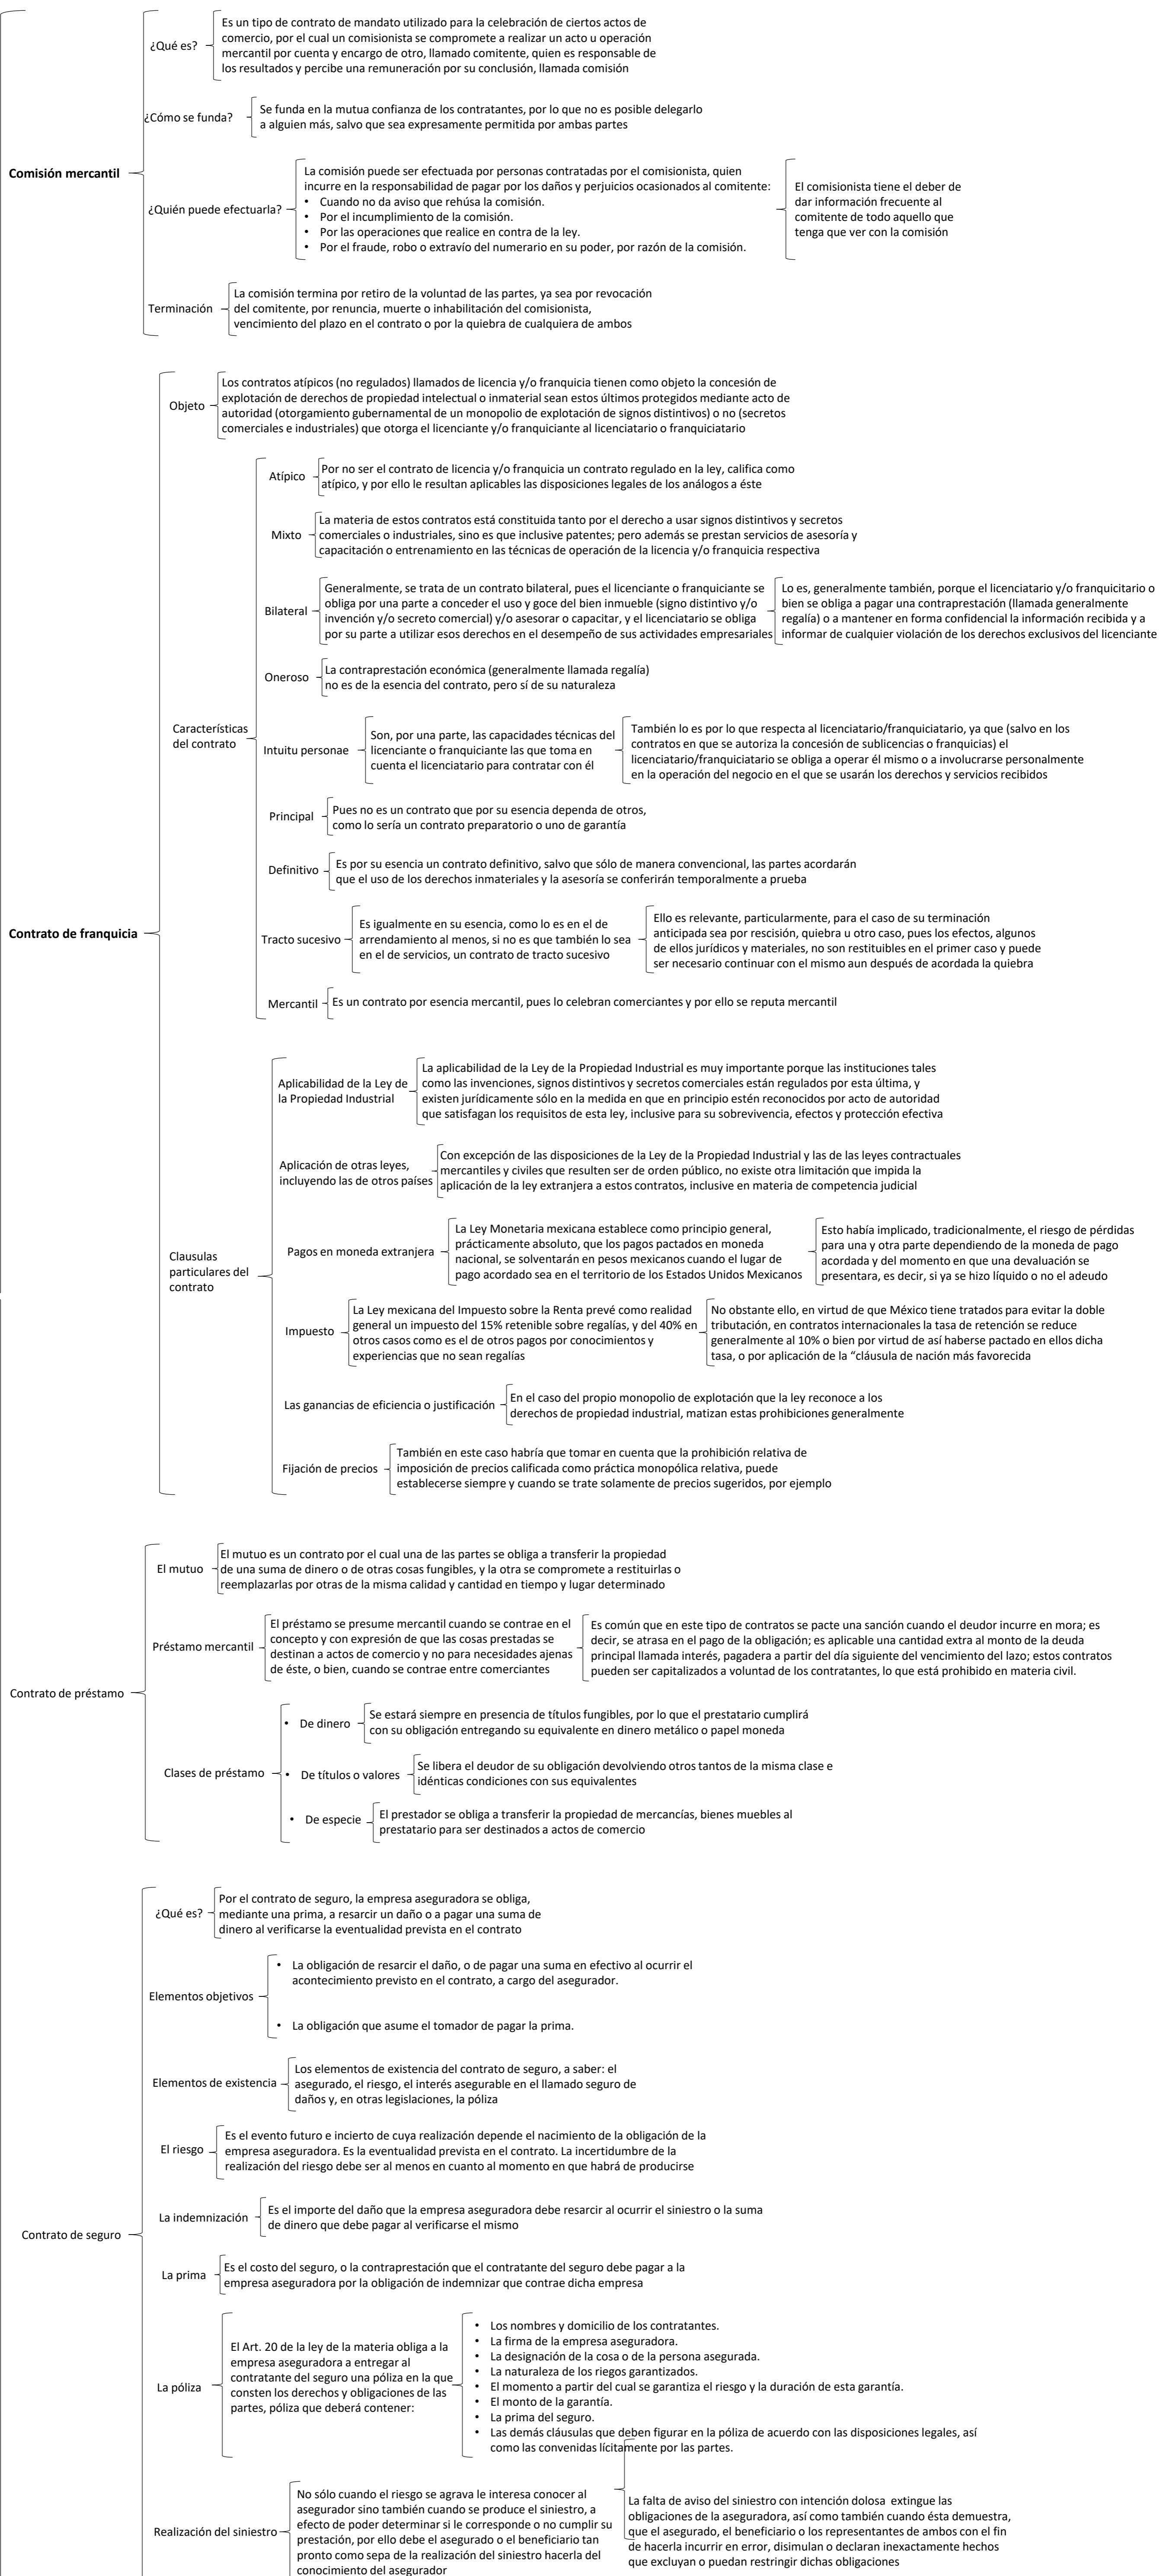 Comisión mercantil
¿Qué es?
Es un tipo de contrato de mandato utilizado para la celebración de ciertos actos de
comercio, por el cual un comisionista se compromete a realizar un acto u operación
mercantil por cuenta y encargo de otro, llamado comitente, quien es responsable de
los resultados y percibe una remuneración por su conclusión, llamada comisión
¿Cómo se funda?
Se funda en la mutua confianza de los contratantes, por lo que no es posible delegarlo
a alguien más, salvo que sea expresamente permitida por ambas partes
¿Quién puede efectuarla?
La comisión puede ser efectuada por personas contratadas por el comisionista, quien
incurre en la responsabilidad de pagar por los daños y perjuicios ocasionados al comitente:
• Cuando no da aviso que rehúsa la comisión.
• Por el incumplimiento de la comisión.
• Por las operaciones que realice en contra de la ley.
• Por el fraude, robo o extravío del numerario en su poder, por razón de la comisión.
El comisionista tiene el deber de
dar información frecuente al
comitente de todo aquello que
tenga que ver con la comisión
Terminación
La comisión termina por retiro de la voluntad de las partes, ya sea por revocación
del comitente, por renuncia, muerte o inhabilitación del comisionista,
vencimiento del plazo en el contrato o por la quiebra de cualquiera de ambos
Contrato de franquicia
Objeto
Los contratos atípicos (no regulados) llamados de licencia y/o franquicia tienen como objeto la concesión de
explotación de derechos de propiedad intelectual o inmaterial sean estos últimos protegidos mediante acto de
autoridad (otorgamiento gubernamental de un monopolio de explotación de signos distintivos) o no (secretos
comerciales e industriales) que otorga el licenciante y/o franquiciante al licenciatario o franquiciatario
Características
del contrato
Atípico
Por no ser el contrato de licencia y/o franquicia un contrato regulado en la ley, califica como
atípico, y por ello le resultan aplicables las disposiciones legales de los análogos a éste
Mixto
La materia de estos contratos está constituida tanto por el derecho a usar signos distintivos y secretos
comerciales o industriales, sino es que inclusive patentes; pero además se prestan servicios de asesoría y
capacitación o entrenamiento en las técnicas de operación de la licencia y/o franquicia respectiva
Bilateral
Generalmente, se trata de un contrato bilateral, pues el licenciante o franquiciante se
obliga por una parte a conceder el uso y goce del bien inmueble (signo distintivo y/o
invención y/o secreto comercial) y/o asesorar o capacitar, y el licenciatario se obliga
por su parte a utilizar esos derechos en el desempeño de sus actividades empresariales
Lo es, generalmente también, porque el licenciatario y/o franquicitario o
bien se obliga a pagar una contraprestación (llamada generalmente
regalía) o a mantener en forma confidencial la información recibida y a
informar de cualquier violación de los derechos exclusivos del licenciante
Oneroso
La contraprestación económica (generalmente llamada regalía)
no es de la esencia del contrato, pero sí de su naturaleza
Intuitu personae
Son, por una parte, las capacidades técnicas del
licenciante o franquiciante las que toma en
cuenta el licenciatario para contratar con él
También lo es por lo que respecta al licenciatario/franquiciatario, ya que (salvo en los
contratos en que se autoriza la concesión de sublicencias o franquicias) el
licenciatario/franquiciatario se obliga a operar él mismo o a involucrarse personalmente
en la operación del negocio en el que se usarán los derechos y servicios recibidos
Principal
Pues no es un contrato que por su esencia dependa de otros,
como lo sería un contrato preparatorio o uno de garantía
Definitivo
Es por su esencia un contrato definitivo, salvo que sólo de manera convencional, las partes acordarán
que el uso de los derechos inmateriales y la asesoría se conferirán temporalmente a prueba
Tracto sucesivo
Es igualmente en su esencia, como lo es en el de
arrendamiento al menos, si no es que también lo sea
en el de servicios, un contrato de tracto sucesivo
Ello es relevante, particularmente, para el caso de su terminación
anticipada sea por rescisión, quiebra u otro caso, pues los efectos, algunos
de ellos jurídicos y materiales, no son restituibles en el primer caso y puede
ser necesario continuar con el mismo aun después de acordada la quiebra
Mercantil
Es un contrato por esencia mercantil, pues lo celebran comerciantes y por ello se reputa mercantil
Clausulas
particulares del
contrato
Aplicabilidad de la Ley de
la Propiedad Industrial
La aplicabilidad de la Ley de la Propiedad Industrial es muy importante porque las instituciones tales
como las invenciones, signos distintivos y secretos comerciales están regulados por esta última, y
existen jurídicamente sólo en la medida en que en principio estén reconocidos por acto de autoridad
que satisfagan los requisitos de esta ley, inclusive para su sobrevivencia, efectos y protección efectiva
Aplicación de otras leyes,
incluyendo las de otros países
Con excepción de las disposiciones de la Ley de la Propiedad Industrial y las de las leyes contractuales
mercantiles y civiles que resulten ser de orden público, no existe otra limitación que impida la
aplicación de la ley extranjera a estos contratos, inclusive en materia de competencia judicial
Pagos en moneda extranjera
La Ley Monetaria mexicana establece como principio general,
prácticamente absoluto, que los pagos pactados en moneda
nacional, se solventarán en pesos mexicanos cuando el lugar de
pago acordado sea en el territorio de los Estados Unidos Mexicanos
Esto había implicado, tradicionalmente, el riesgo de pérdidas
para una y otra parte dependiendo de la moneda de pago
acordada y del momento en que una devaluación se
presentara, es decir, si ya se hizo líquido o no el adeudo
Impuesto
La Ley mexicana del Impuesto sobre la Renta prevé como realidad
general un impuesto del 15% retenible sobre regalías, y del 40% en
otros casos como es el de otros pagos por conocimientos y
experiencias que no sean regalías
No obstante ello, en virtud de que México tiene tratados para evitar la doble
tributación, en contratos internacionales la tasa de retención se reduce
generalmente al 10% o bien por virtud de así haberse pactado en ellos dicha
tasa, o por aplicación de la “cláusula de nación más favorecida
Las ganancias de eficiencia o justificación
En el caso del propio monopolio de explotación que la ley reconoce a los
derechos de propiedad industrial, matizan estas prohibiciones generalmente
Fijación de precios
También en este caso habría que tomar en cuenta que la prohibición relativa de
imposición de precios calificada como práctica monopólica relativa, puede
establecerse siempre y cuando se trate solamente de precios sugeridos, por ejemplo
Contrato de préstamo
El mutuo
El mutuo es un contrato por el cual una de las partes se obliga a transferir la propiedad
de una suma de dinero o de otras cosas fungibles, y la otra se compromete a restituirlas o
reemplazarlas por otras de la misma calidad y cantidad en tiempo y lugar determinado
Préstamo mercantil
El préstamo se presume mercantil cuando se contrae en el
concepto y con expresión de que las cosas prestadas se
destinan a actos de comercio y no para necesidades ajenas
de éste, o bien, cuando se contrae entre comerciantes
Es común que en este tipo de contratos se pacte una sanción cuando el deudor incurre en mora; es
decir, se atrasa en el pago de la obligación; es aplicable una cantidad extra al monto de la deuda
principal llamada interés, pagadera a partir del día siguiente del vencimiento del lazo; estos contratos
pueden ser capitalizados a voluntad de los contratantes, lo que está prohibido en materia civil.
Clases de préstamo
• De dinero
Se estará siempre en presencia de títulos fungibles, por lo que el prestatario cumplirá
con su obligación entregando su equivalente en dinero metálico o papel moneda
• De títulos o valores
Se libera el deudor de su obligación devolviendo otros tantos de la misma clase e
idénticas condiciones con sus equivalentes
• De especie
El prestador se obliga a transferir la propiedad de mercancías, bienes muebles al
prestatario para ser destinados a actos de comercio
Contrato de seguro
¿Qué es?
Por el contrato de seguro, la empresa aseguradora se obliga,
mediante una prima, a resarcir un daño o a pagar una suma de
dinero al verificarse la eventualidad prevista en el contrato
Elementos objetivos
• La obligación de resarcir el daño, o de pagar una suma en efectivo al ocurrir el
acontecimiento previsto en el contrato, a cargo del asegurador.
• La obligación que asume el tomador de pagar la prima.
Elementos de existencia
Los elementos de existencia del contrato de seguro, a saber: el
asegurado, el riesgo, el interés asegurable en el llamado seguro de
daños y, en otras legislaciones, la póliza
El riesgo
Es el evento futuro e incierto de cuya realización depende el nacimiento de la obligación de la
empresa aseguradora. Es la eventualidad prevista en el contrato. La incertidumbre de la
realización del riesgo debe ser al menos en cuanto al momento en que habrá de producirse
La indemnización
Es el importe del daño que la empresa aseguradora debe resarcir al ocurrir el siniestro o la suma
de dinero que debe pagar al verificarse el mismo
La prima
Es el costo del seguro, o la contraprestación que el contratante del seguro debe pagar a la
empresa aseguradora por la obligación de indemnizar que contrae dicha empresa
La póliza
El Art. 20 de la ley de la materia obliga a la
empresa aseguradora a entregar al
contratante del seguro una póliza en la que
consten los derechos y obligaciones de las
partes, póliza que deberá contener:
• Los nombres y domicilio de los contratantes.
• La firma de la empresa aseguradora.
• La designación de la cosa o de la persona asegurada.
• La naturaleza de los riegos garantizados.
• El momento a partir del cual se garantiza el riesgo y la duración de esta garantía.
• El monto de la garantía.
• La prima del seguro.
• Las demás cláusulas que deben figurar en la póliza de acuerdo con las disposiciones legales, así
como las convenidas lícitamente por las partes.
Realización del siniestro
No sólo cuando el riesgo se agrava le interesa conocer al
asegurador sino también cuando se produce el siniestro, a
efecto de poder determinar si le corresponde o no cumplir su
prestación, por ello debe el asegurado o el beneficiario tan
pronto como sepa de la realización del siniestro hacerla del
conocimiento del asegurador
La falta de aviso del siniestro con intención dolosa extingue las
obligaciones de la aseguradora, así como también cuando ésta demuestra,
que el asegurado, el beneficiario o los representantes de ambos con el fin
de hacerla incurrir en error, disimulan o declaran inexactamente hechos
que excluyan o puedan restringir dichas obligaciones